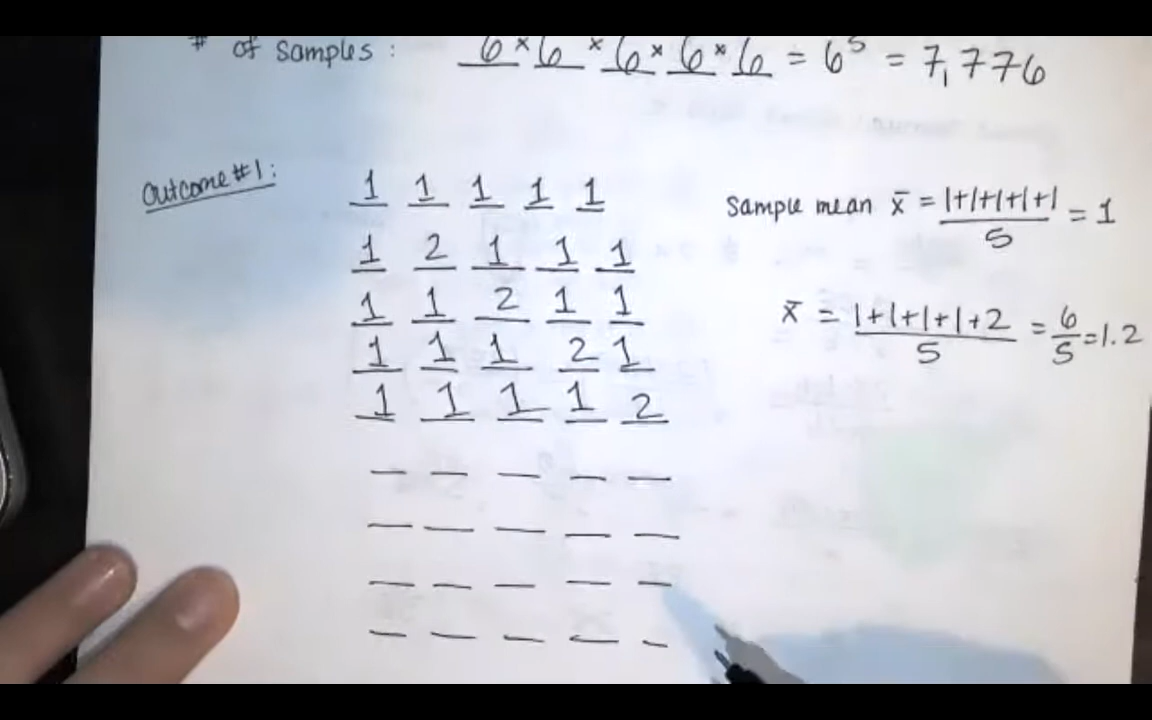 # of Samples : 6 × 6 × 6 × 6 × 6 = 6⁵ = 7,776
Outcome #1:
1 1 1 1 1
Sample mean x̄ = 1+1+1+1+1 / 5 = 1
1 2 1 1 1
1 1 2 1 1
x̄ = 1+1+1+1+2 / 5 = 6/5 = 1.2
1 1 1 2 1
1 1 1 1 2